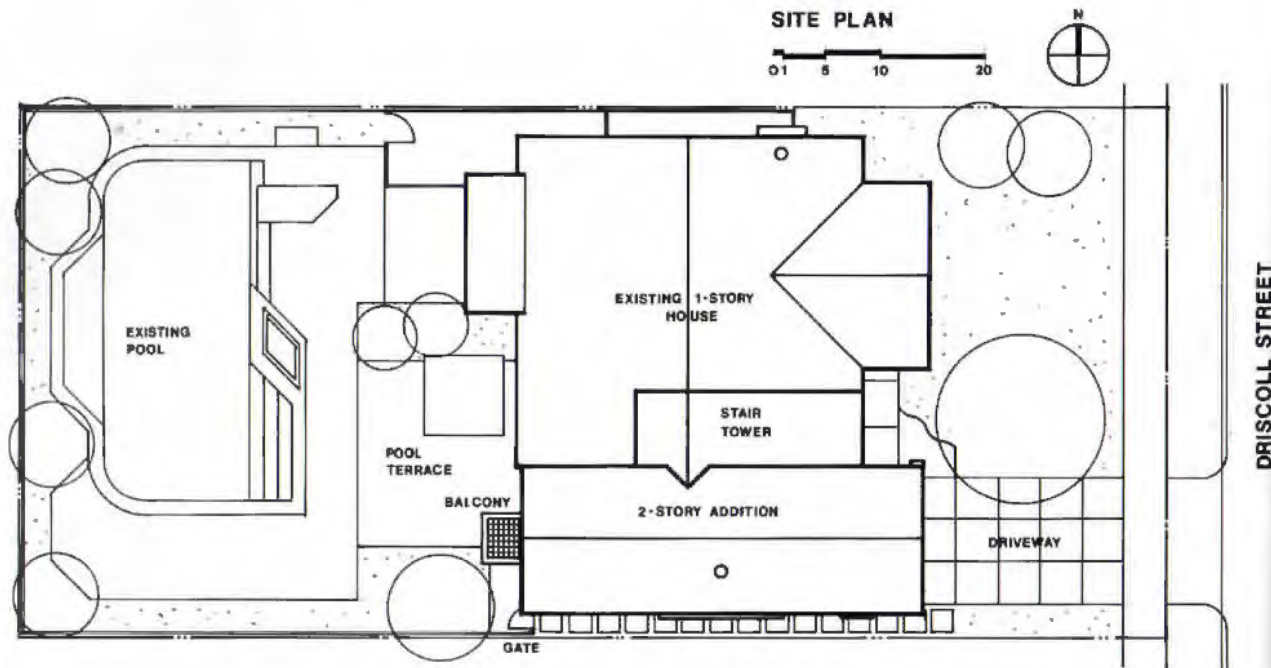 SITE PLAN
N
0 1 5 10 20
EXISTING 1-STORY
HOUSE
EXISTING
POOL
STAIR
TOWER
POOL
TERRACE
BALCONY
2-STORY ADDITION
DRIVEWAY
GATE
DRISCOLL STREET